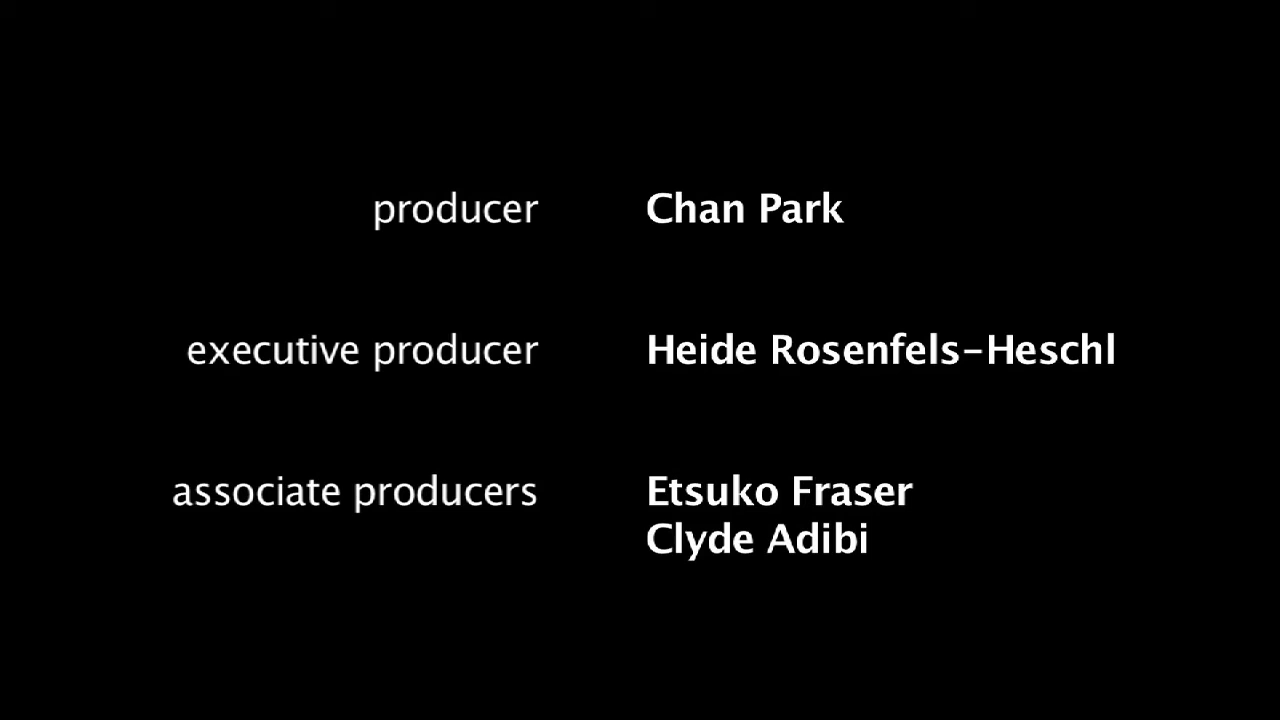 producer Chan Park
executive producer Heide Rosenfels-Heschl
associate producers Etsuko Fraser
Clyde Adibi